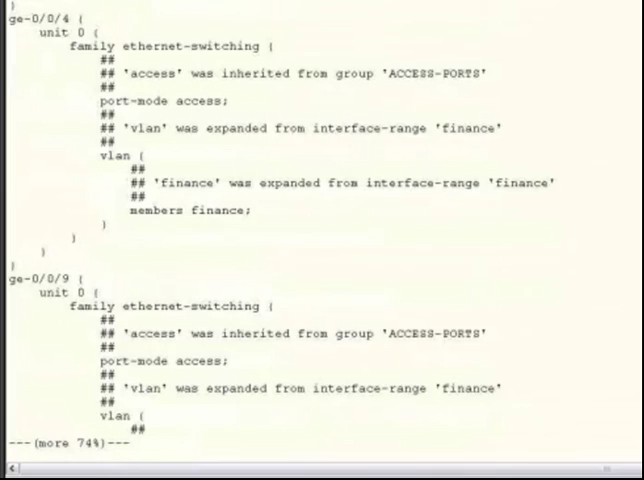 }
ge-0/0/4 {
unit 0 {
family ethernet-switching {
##
## 'access' was inherited from group 'ACCESS-PORTS'
##
port-mode access;
##
## 'vlan' was expanded from interface-range 'finance'
##
vlan {
##
## 'finance' was expanded from interface-range 'finance'
##
members finance;
}
}
}
}
ge-0/0/9 {
unit 0 {
family ethernet-switching {
##
## 'access' was inherited from group 'ACCESS-PORTS'
##
port-mode access;
##
## 'vlan' was expanded from interface-range 'finance'
##
vlan {
##
---(more 74%)---